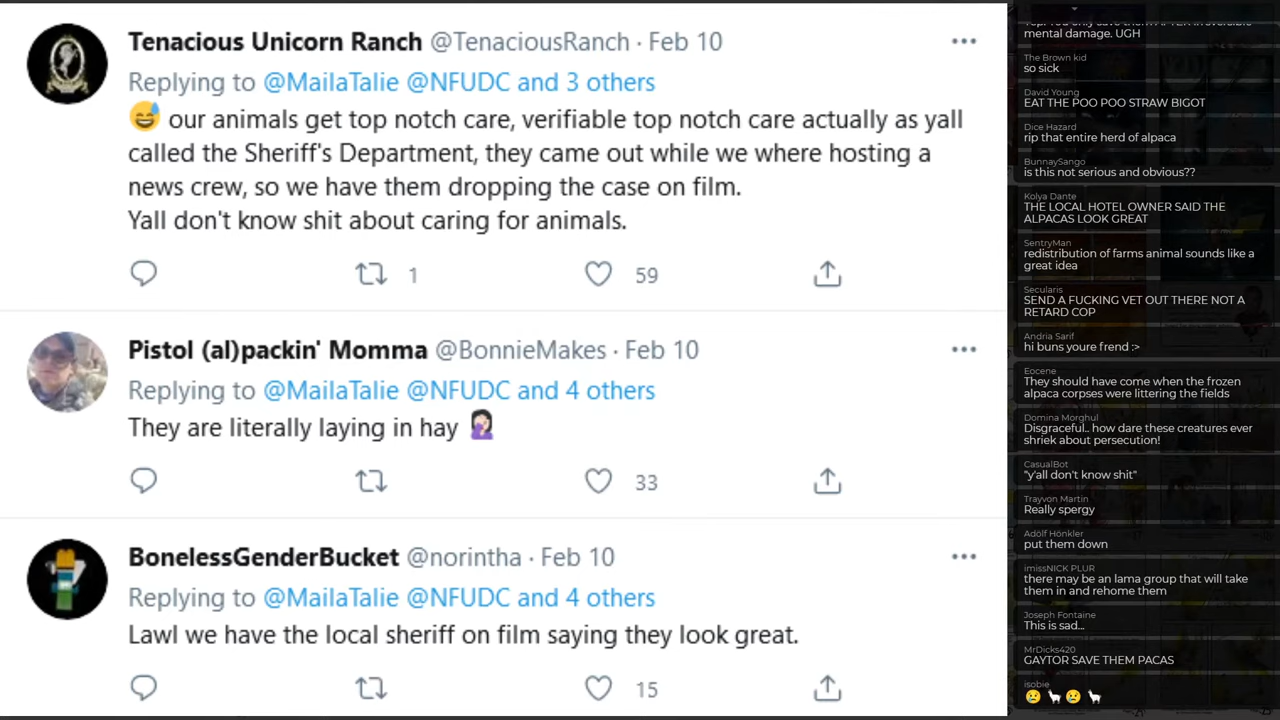 Tenacious Unicorn Ranch @TenaciousRanch · Feb 10
Replying to @MailaTalie @NFUDC and 3 others
😅 our animals get top notch care, verifiable top notch care actually as yall
called the Sheriff's Department, they came out while we where hosting a
news crew, so we have them dropping the case on film.
Yall don't know shit about caring for animals.
1
59
Pistol (al)packin' Momma @BonnieMakes · Feb 10
Replying to @MailaTalie @NFUDC and 4 others
They are literally laying in hay 🤦🏻‍♀️
33
BonelessGenderBucket @norintha · Feb 10
Replying to @MailaTalie @NFUDC and 4 others
Lawl we have the local sheriff on film saying they look great.
15
mental damage. UGH
The Brown kid
so sick
David Young
EAT THE POO POO STRAW BIGOT
Dice Hazard
rip that entire herd of alpaca
BunnaySango
is this not serious and obvious??
Kolya Dante
THE LOCAL HOTEL OWNER SAID THE
ALPACAS LOOK GREAT
SentryMan
redistribution of farms animal sounds like a
great idea
Secularis
SEND A FUCKING VET OUT THERE NOT A
RETARD COP
Andria Sarif
hi buns youre frend :>
Eocene
They should have come when the frozen
alpaca corpses were littering the fields
Domina Morghul
Disgraceful.. how dare these creatures ever
shriek about persecution!
CasualBot
"y'all don't know shit"
Trayvon Martin
Really spergy
Adölf Hönkler
put them down
imissNICK PLUR
there may be an lama group that will take
them in and rehome them
Joseph Fontaine
This is sad...
MrDicks420
GAYTOR SAVE THEM PACAS
isobie
😢 🦙 😢 🦙